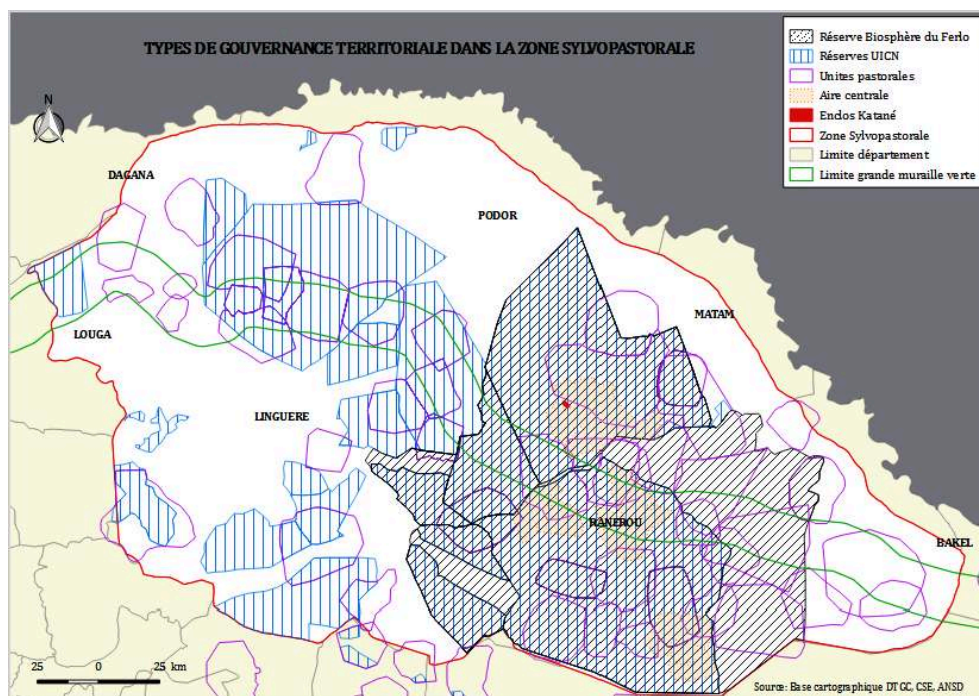 TYPES DE GOUVERNANCE TERRITORIALE DANS LA ZONE SYLVOPASTORALE
Réserve Biosphère du Ferlo
Réserves UICN
Unites pastorales
Aire centrale
Enclos Katané
Zone Sylvopastorale
Limite département
Limite grande muraille verte
N
DAGANA
PODOR
MATAM
LOUGA
LINGUERE
RANEROU
BAKEL
25 0 25 km
Source: Base cartographique DTGC, CSE, ANSD